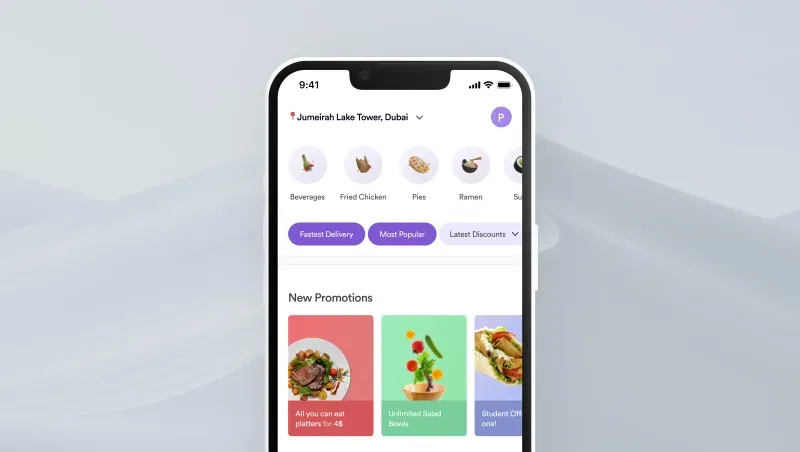 9:41
Jumeirah Lake Tower, Dubai
P
Beverages
Fried Chicken
Pies
Ramen
Su
Fastest Delivery
Most Popular
Latest Discounts
New Promotions
All you can eat
platters for 4$
Unlimited Salad
Bowls
Student Off
one!